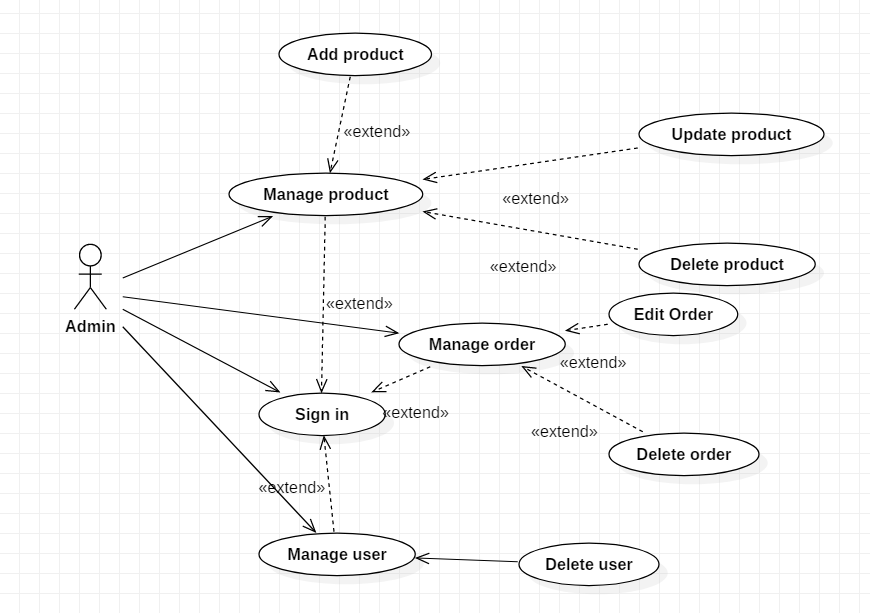 Add product
«extend»
Update product
Manage product
«extend»
Delete product
«extend»
«extend»
Edit Order
Admin
Manage order
«extend»
Sign in
«extend»
«extend»
Delete order
«extend»
Manage user
Delete user